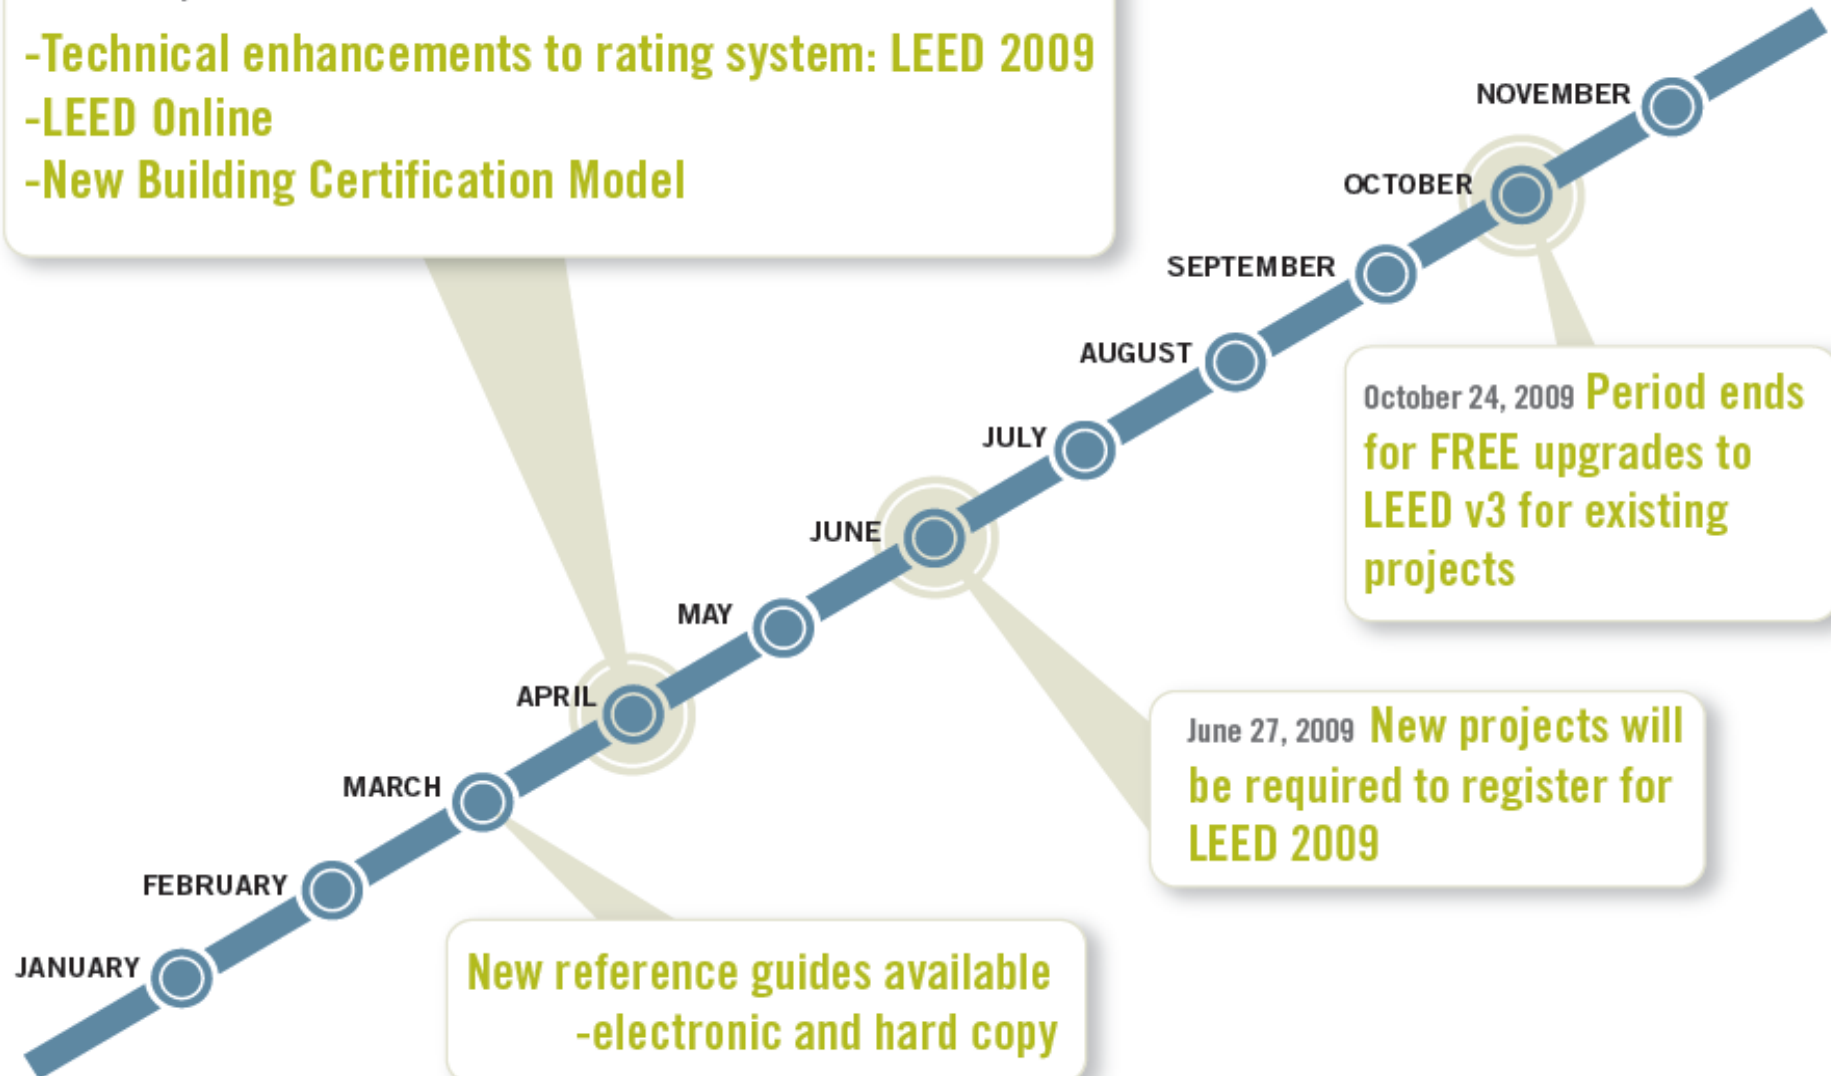 -Technical enhancements to rating system: LEED 2009
-LEED Online
-New Building Certification Model
NOVEMBER
OCTOBER
SEPTEMBER
AUGUST
October 24, 2009 Period ends
for FREE upgrades to
LEED v3 for existing
projects
JULY
JUNE
MAY
APRIL
June 27, 2009 New projects will
be required to register for
LEED 2009
MARCH
FEBRUARY
JANUARY
New reference guides available
-electronic and hard copy